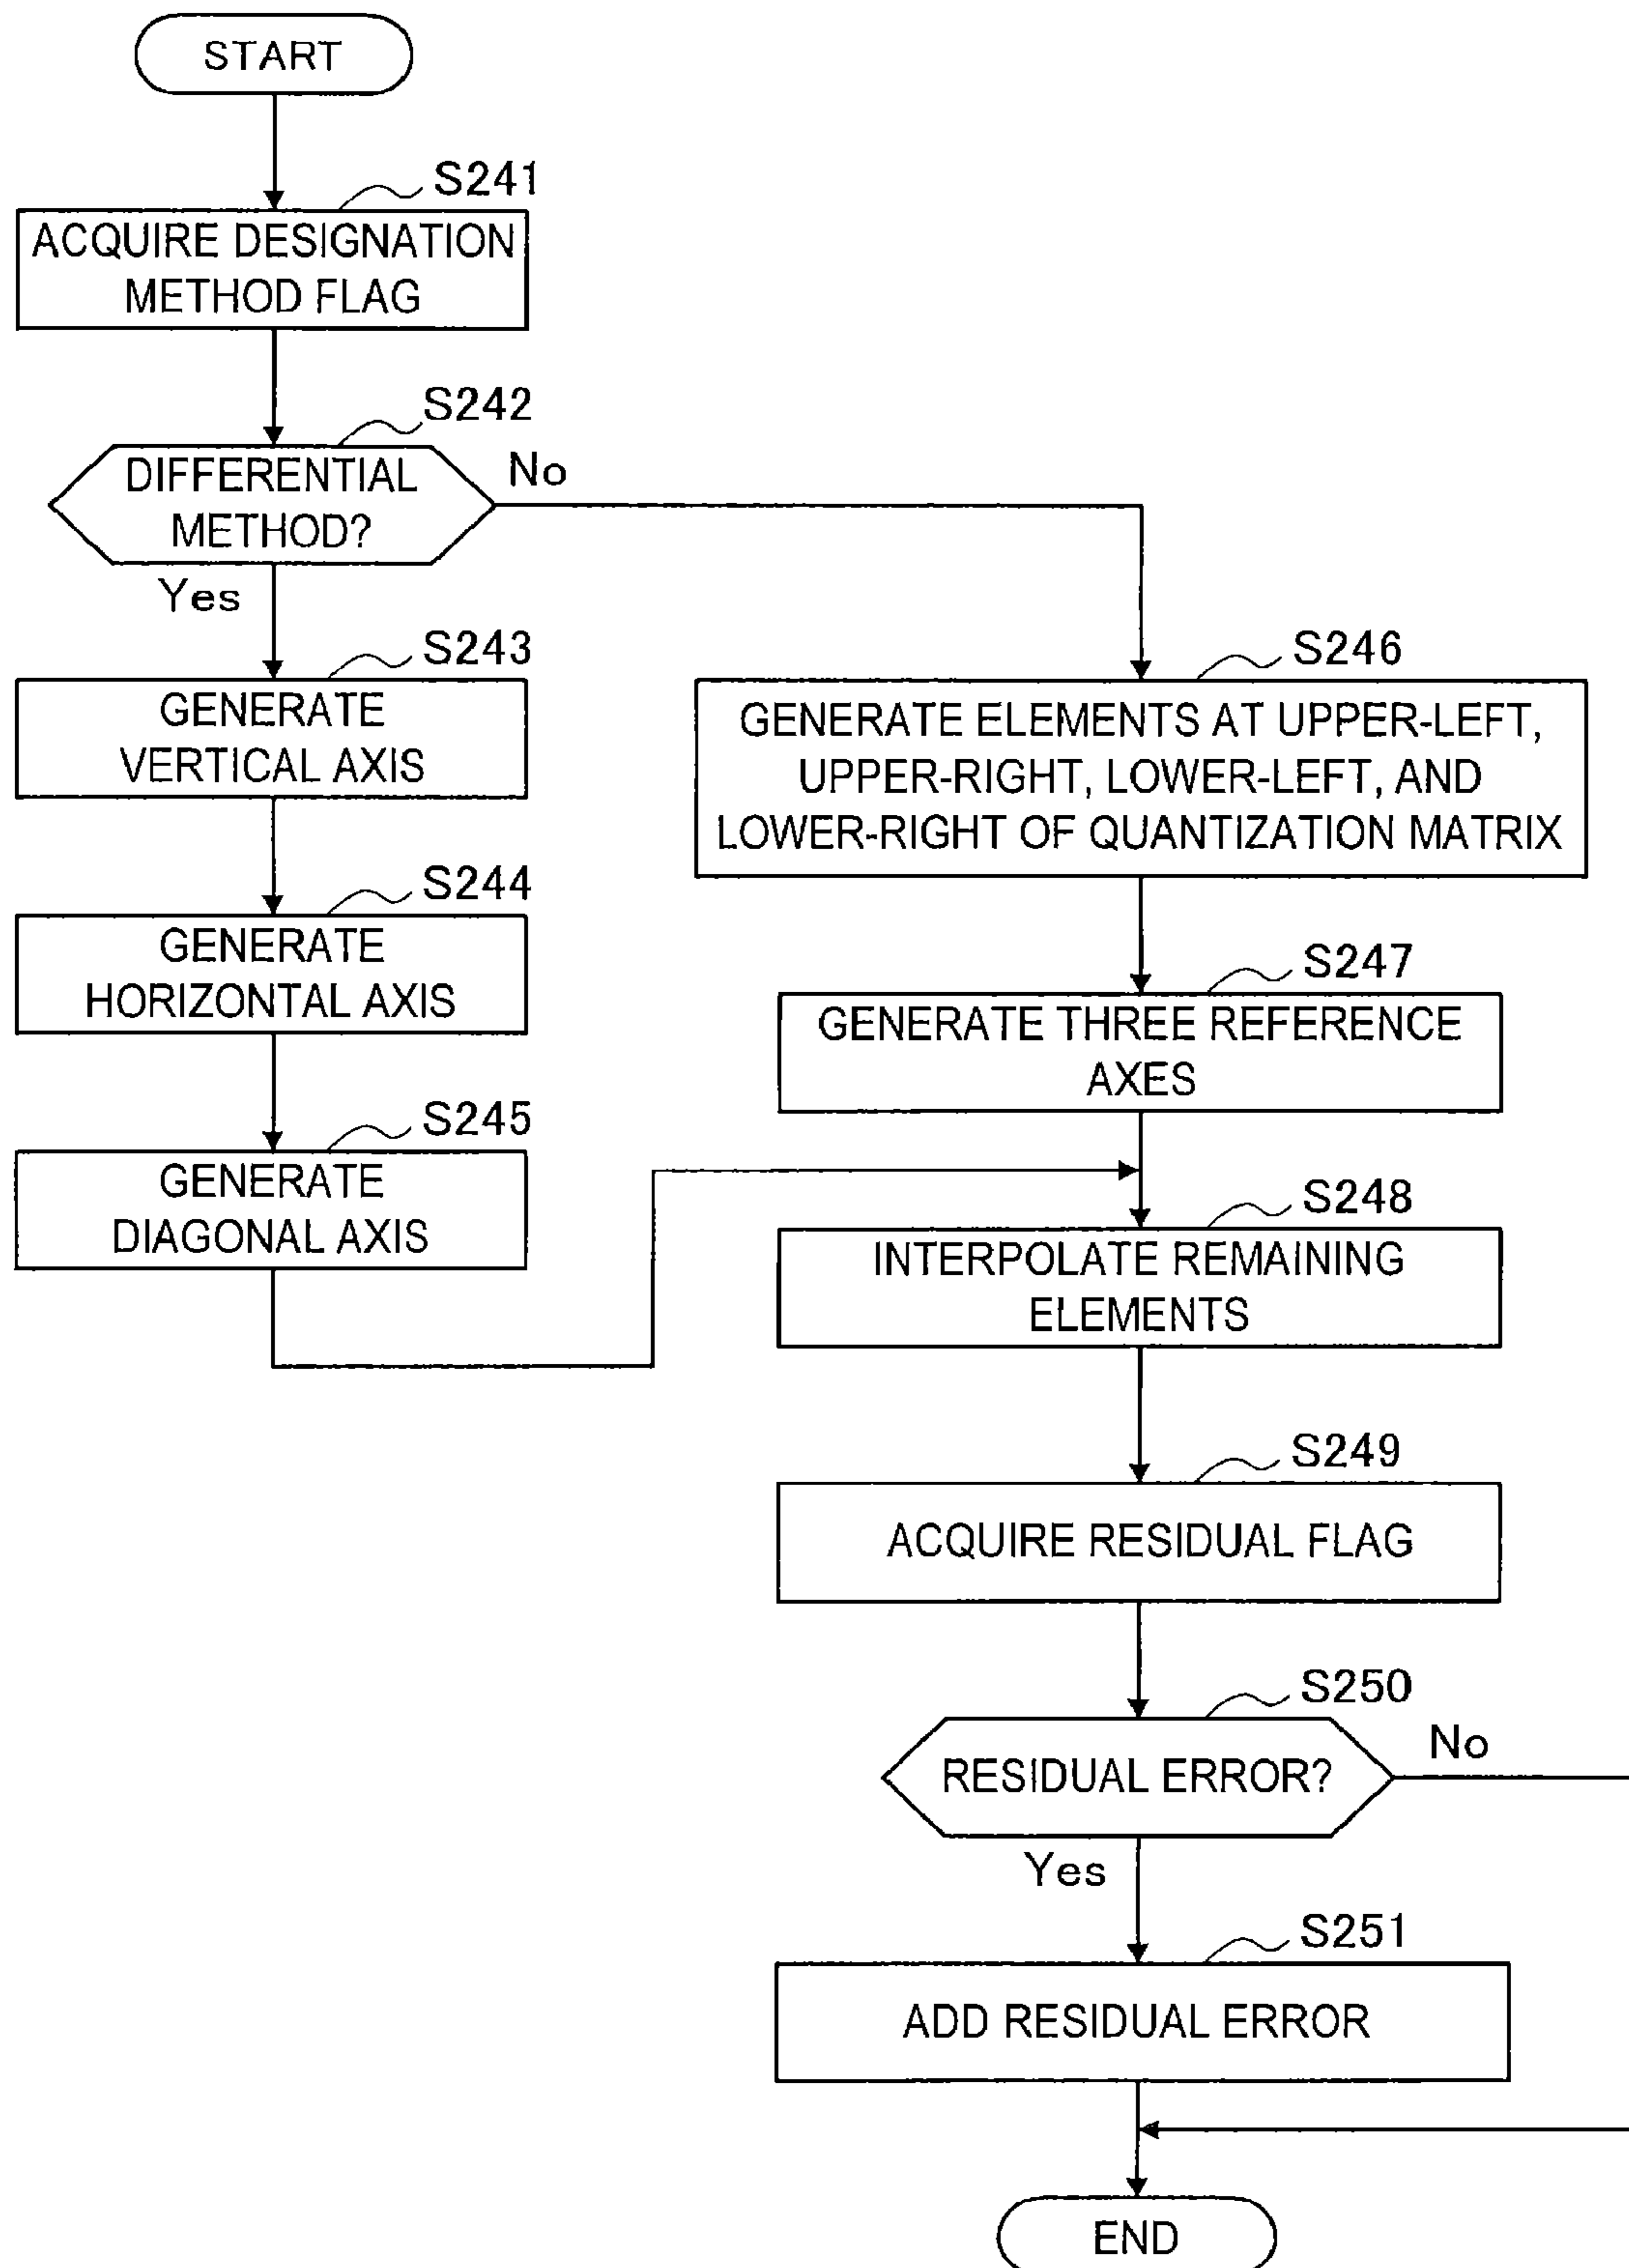 START
S241
ACQUIRE DESIGNATION
METHOD FLAG
S242
DIFFERENTIAL
METHOD?
No
Yes
S243
GENERATE
VERTICAL AXIS
S244
GENERATE
HORIZONTAL AXIS
S245
GENERATE
DIAGONAL AXIS
S246
GENERATE ELEMENTS AT UPPER-LEFT,
UPPER-RIGHT, LOWER-LEFT, AND
LOWER-RIGHT OF QUANTIZATION MATRIX
S247
GENERATE THREE REFERENCE
AXES
S248
INTERPOLATE REMAINING
ELEMENTS
S249
ACQUIRE RESIDUAL FLAG
S250
RESIDUAL ERROR?
No
Yes
S251
ADD RESIDUAL ERROR
END